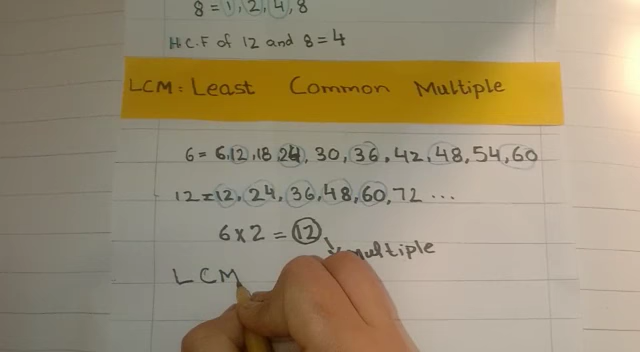 8 = 1, 2, 4, 8
H.C.F of 12 and 8 = 4
LCM: Least Common Multiple
6 = 6, 12, 18, 24, 30, 36, 42, 48, 54, 60
12 = 12, 24, 36, 48, 60, 72 ...
6 x 2 = 12
Multiple
LCM